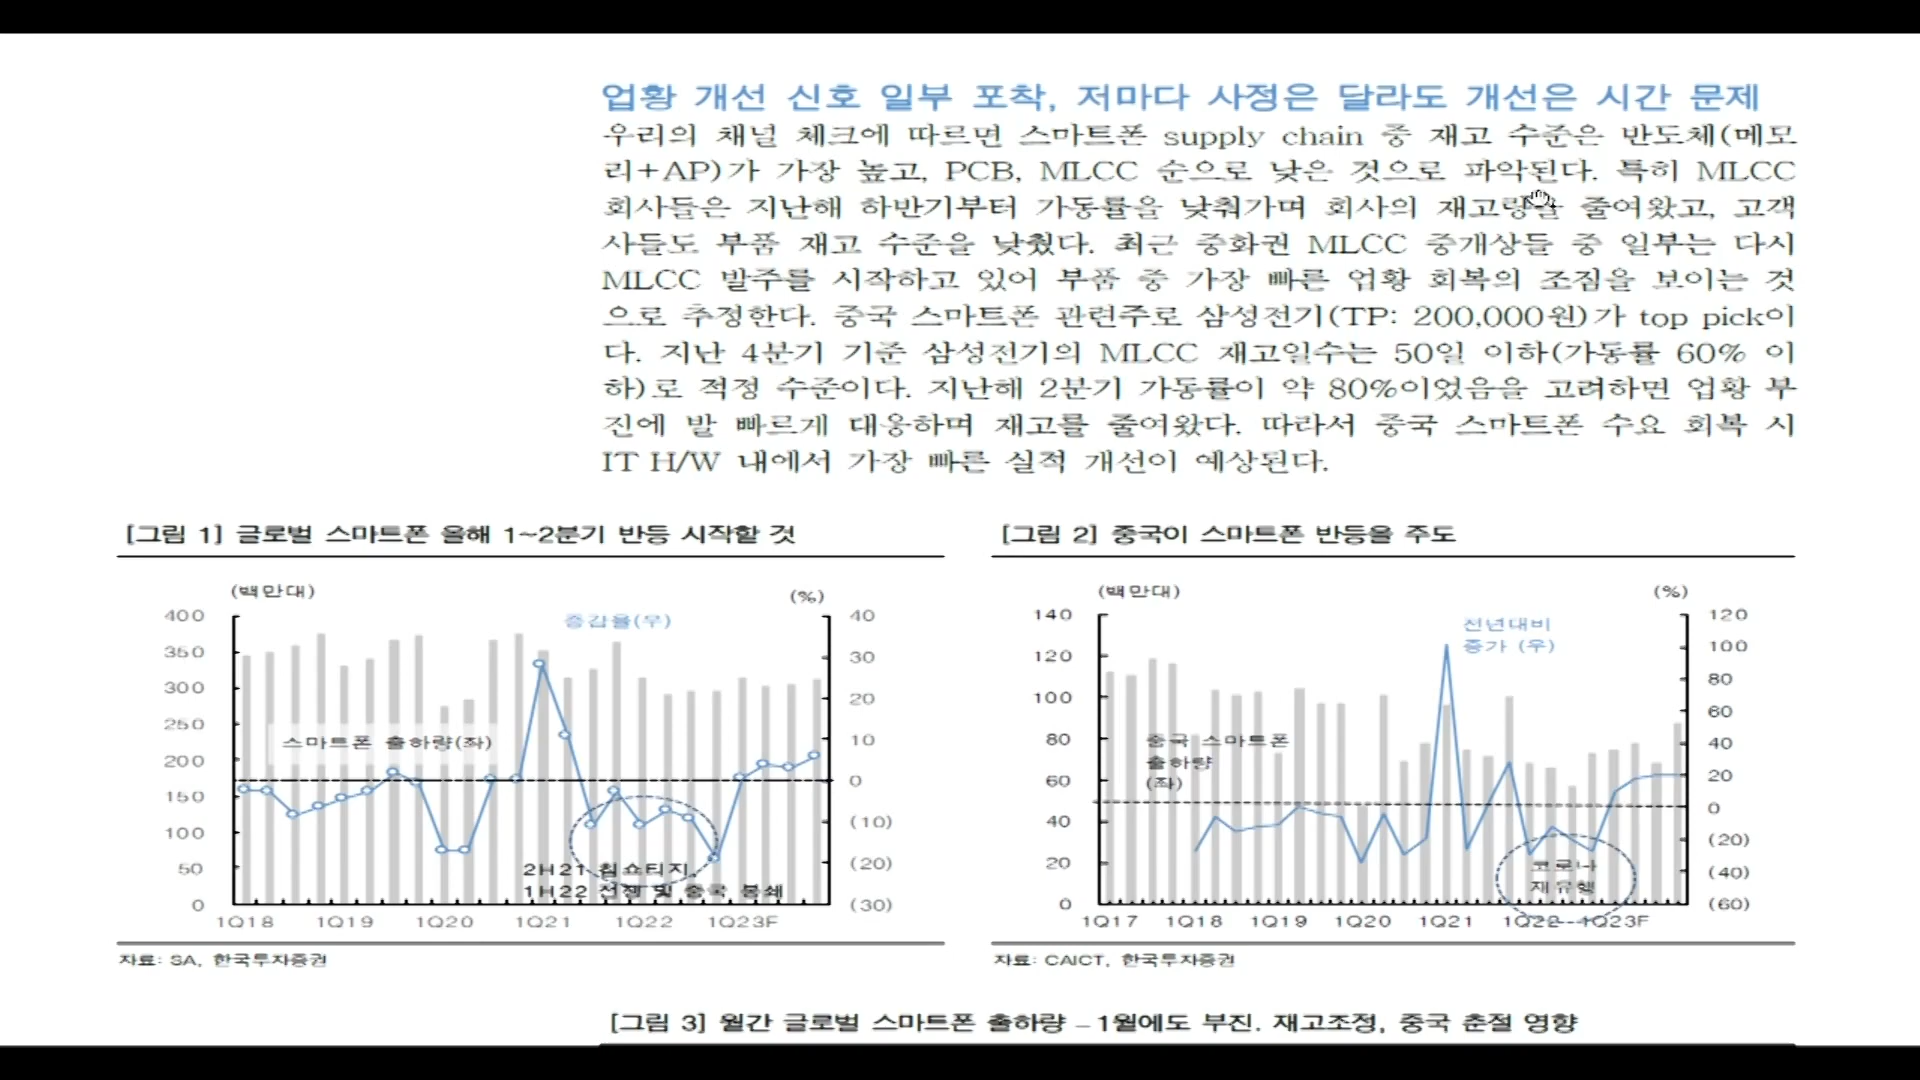 업황 개선 신호 일부 포착, 저마다 사정은 달라도 개선은 시간 문제
우리의 채널 체크에 따르면 스마트폰 supply chain 중 재고 수준은 반도체(메모
리+AP)가 가장 높고, PCB, MLCC 순으로 낮은 것으로 파악된다. 특히 MLCC
회사들은 지난해 하반기부터 가동률을 낮춰가며 회사의 재고량을 줄여왔고, 고객
사들도 부품 재고 수준을 낮췄다. 최근 중화권 MLCC 중개상들 중 일부는 다시
MLCC 발주를 시작하고 있어 부품 중 가장 빠른 업황 회복의 조짐을 보이는 것
으로 추정한다. 중국 스마트폰 관련주로 삼성전기(TP: 200,000원)가 top pick이
다. 지난 4분기 기준 삼성전기의 MLCC 재고일수는 50일 이하(가동률 60% 이
하)로 적정 수준이다. 지난해 2분기 가동률이 약 80%이었음을 고려하면 업황 부
진에 발 빠르게 대응하며 재고를 줄여왔다. 따라서 중국 스마트폰 수요 회복 시
IT H/W 내에서 가장 빠른 실적 개선이 예상된다.
[그림 1] 글로벌 스마트폰 올해 1~2분기 반등 시작할 것
(백만대)
(%)
증감율(우)
400
350
300
250
200
150
100
50
0
40
30
20
10
0
(10)
(20)
(30)
스마트폰 출하량(좌)
2H21 칩쇼티지,
1H22 전쟁 및 중국 봉쇄
1Q18 1Q19 1Q20 1Q21 1Q22 1Q23F
자료: SA, 한국투자증권
[그림 2] 중국이 스마트폰 반등을 주도
(백만대)
(%)
전년대비
증가 (우)
140
120
100
80
60
40
20
0
120
100
80
60
40
20
0
(20)
(40)
(60)
중국 스마트폰
출하량
(좌)
코로나
재유행
1Q17 1Q18 1Q19 1Q20 1Q21 1Q22 1Q23F
자료: CAICT, 한국투자증권
[그림 3] 월간 글로벌 스마트폰 출하량 – 1월에도 부진. 재고조정, 중국 춘절 영향